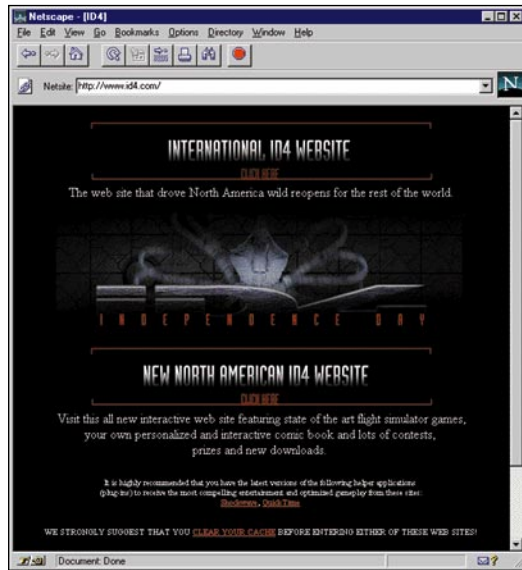 Netscape - [ID4]
File Edit View Go Bookmarks Options Directory Window Help
Netsite: http://www.id4.com/
N
INTERNATIONAL ID4 WEBSITE
CLICK HERE
The web site that drove North America wild reopens for the rest of the world.
INDEPENDENCE DAY
NEW NORTH AMERICAN ID4 WEBSITE
CLICK HERE
Visit this all new interactive web site featuring state of the art flight simulator games,
your own personalized and interactive comic book and lots of contests,
prizes and new downloads.
It is highly recommended that you have the latest versions of the following helper applications
(plug-ins) to receive the most compelling entertainment and optimized gameplay from these sites:
Shockwave, QuickTime
WE STRONGLY SUGGEST THAT YOU CLEAR YOUR CACHE BEFORE ENTERING EITHER OF THESE WEB SITES!
Document: Done